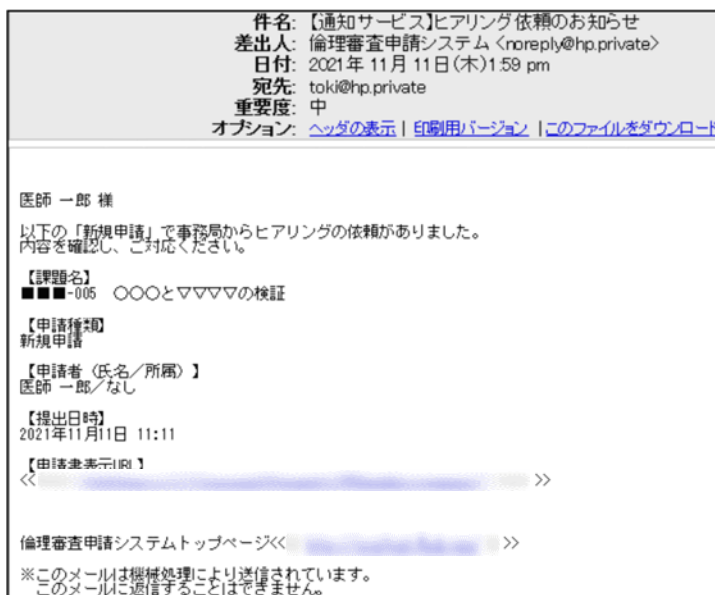 件名: 【通知サービス】ヒアリング依頼のお知らせ
差出人: 倫理審査申請システム <noreply@hp.private>
日付: 2021年 11月 11日(木)1:59 pm
宛先: toki@hp.private
重要度: 中
オプション: ヘッダの表示 | 印刷用バージョン |このファイルをダウンロード
医師 一郎 様
以下の「新規申請」で事務局からヒアリングの依頼がありました。
内容を確認し、ご対応ください。
【課題名】
■■■-005 ○○○と▽▽▽▽の検証
【申請種類】
新規申請
【申請者（氏名／所属）】
医師 一郎／なし
【提出日時】
2021年11月11日 11:11
【申請書表示URL】
<< >>
倫理審査申請システムトップページ<< >>
※このメールは機械処理により送信されています。
このメールに返信することはできません。